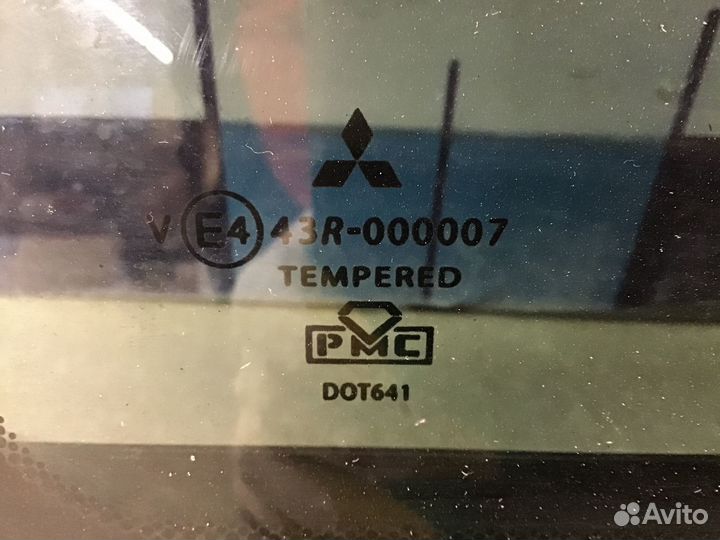 V E4 43R-000007
TEMPERED
PMC
DOT641
Avito